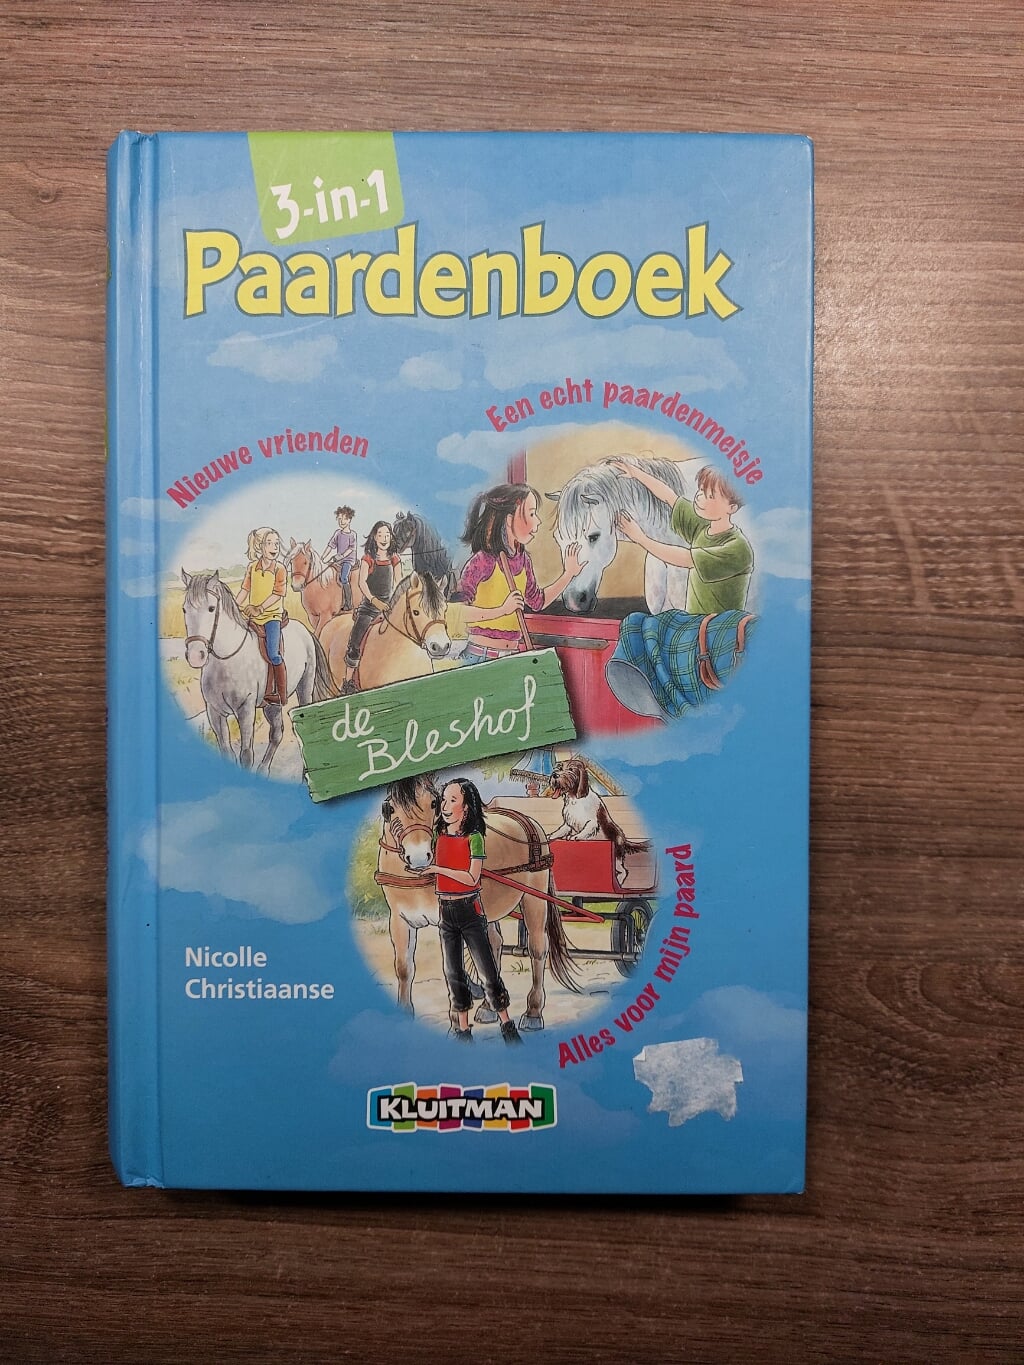 3-in-1
Paardenboek
Nieuwe vrienden
Een echt paardenmeisje
de
Bleshof
Alles voor mijn paard
Nicolle
Christiaanse
KLUITMAN